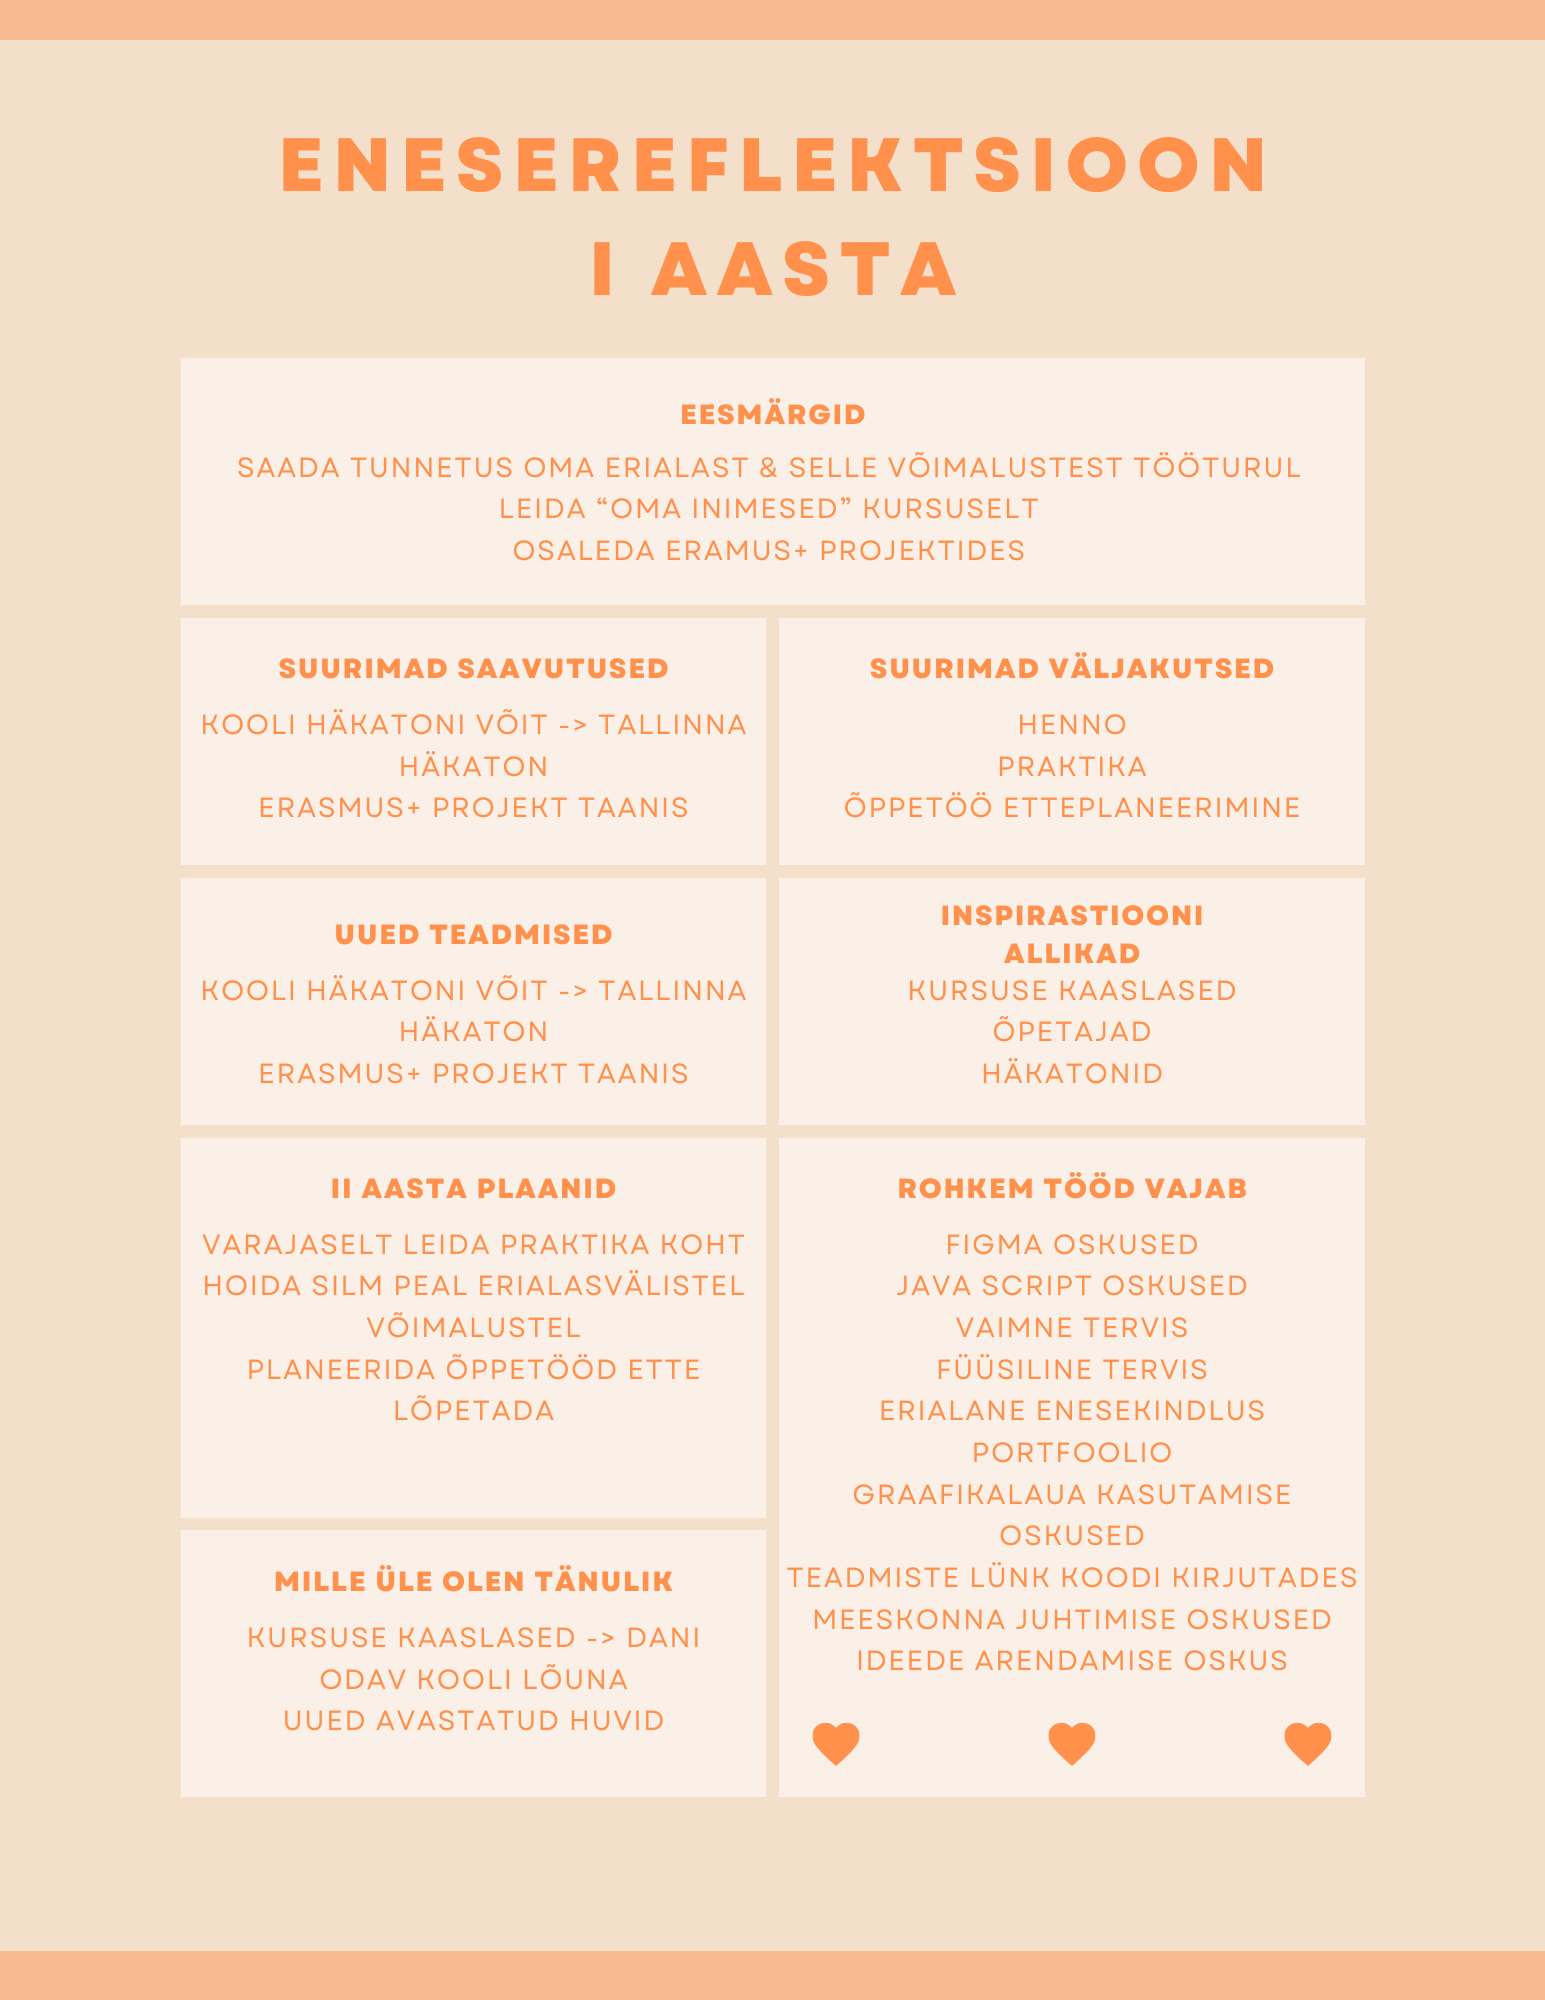 ENESEREFLEKTSIOON
I AASTA
EESMÄRGID
SAADA TUNNETUS OMA ERIALAST & SELLE VÕIMALUSTEST TÖÖTURUL
LEIDA “OMA INIMESED” KURSUSELT
OSALEDA ERAMUS+ PROJEKTIDES
SUURIMAD SAAVUTUSED
KOOLI HÄKATONI VÕIT -> TALLINNA
HÄKATON
ERASMUS+ PROJEKT TAANIS
SUURIMAD VÄLJAKUTSED
HENNO
PRAKTIKA
ÕPPETÖÖ ETTEPLANEERIMINE
UUED TEADMISED
KOOLI HÄKATONI VÕIT -> TALLINNA
HÄKATON
ERASMUS+ PROJEKT TAANIS
INSPIRASTIOONI
ALLIKAD
KURSUSE KAASLASED
ÕPETAJAD
HÄKATONID
II AASTA PLAANID
VARAJASELT LEIDA PRAKTIKA KOHT
HOIDA SILM PEAL ERIALASVÄLISTEL
VÕIMALUSTEL
PLANEERIDA ÕPPETÖÖD ETTE
LÕPETADA
ROHKEM TÖÖD VAJAB
FIGMA OSKUSED
JAVA SCRIPT OSKUSED
VAIMNE TERVIS
FÜÜSILINE TERVIS
ERIALANE ENESEKINDLUS
PORTFOOLIO
GRAAFIKALAUA KASUTAMISE
OSKUSED
TEADMISTE LÜNK KOODI KIRJUTADES
MEESKONNA JUHTIMISE OSKUSED
IDEEDE ARENDAMISE OSKUS
MILLE ÜLE OLEN TÄNULIK
KURSUSE KAASLASED -> DANI
ODAV KOOLI LÕUNA
UUED AVASTATUD HUVID